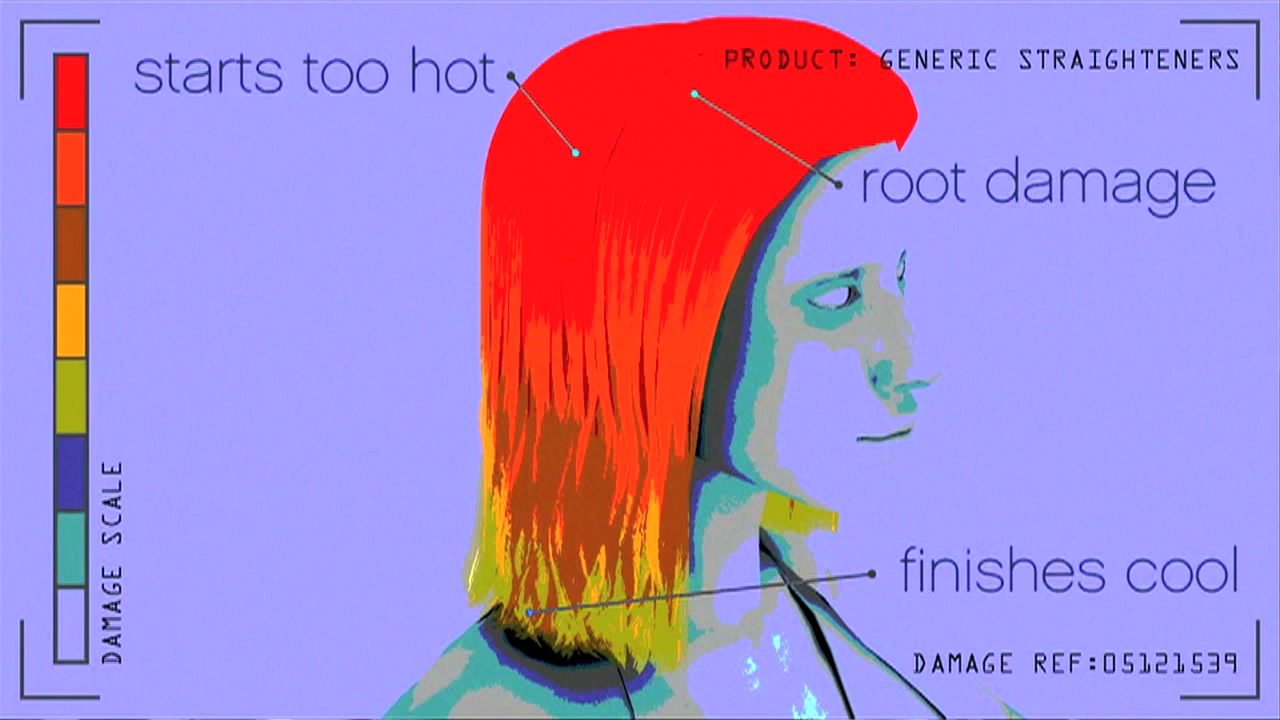 starts too hot
PRODUCT: GENERIC STRAIGHTENERS
root damage
DAMAGE SCALE
finishes cool
DAMAGE REF:05121539